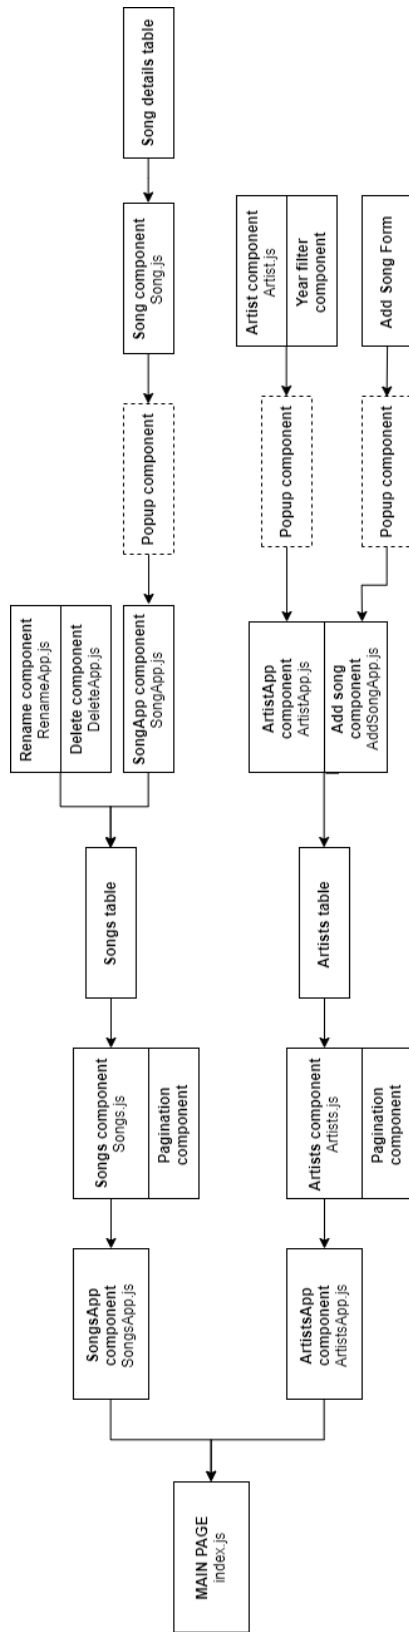 MAIN PAGE
index.js
SongsApp
component
SongsApp.js
ArtistsApp
component
ArtistsApp.js
Songs component
Songs.js
Pagination
component
Artists component
Artists.js
Pagination
component
Songs table
Artists table
Rename component
RenameApp.js
Delete component
DeleteApp.js
SongApp component
SongApp.js
ArtistApp
component
ArtistApp.js
Add song
component
AddSongApp.js
Popup component
Popup component
Popup component
Song component
Song.js
Artist component
Artist.js
Year filter
component
Add Song Form
Song details table